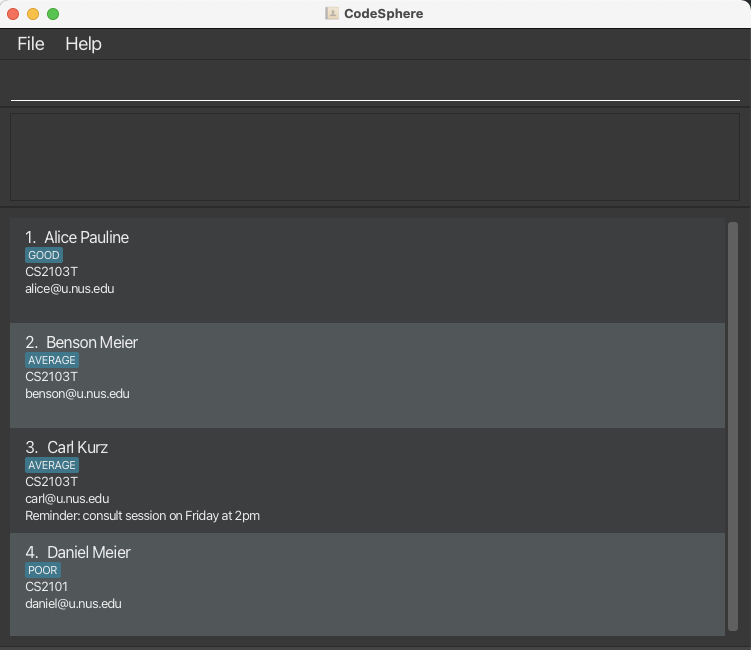 CodeSphere
File Help
1. Alice Pauline
GOOD
CS2103T
alice@u.nus.edu
2. Benson Meier
AVERAGE
CS2103T
benson@u.nus.edu
3. Carl Kurz
AVERAGE
CS2103T
carl@u.nus.edu
Reminder: consult session on Friday at 2pm
4. Daniel Meier
POOR
CS2101
daniel@u.nus.edu